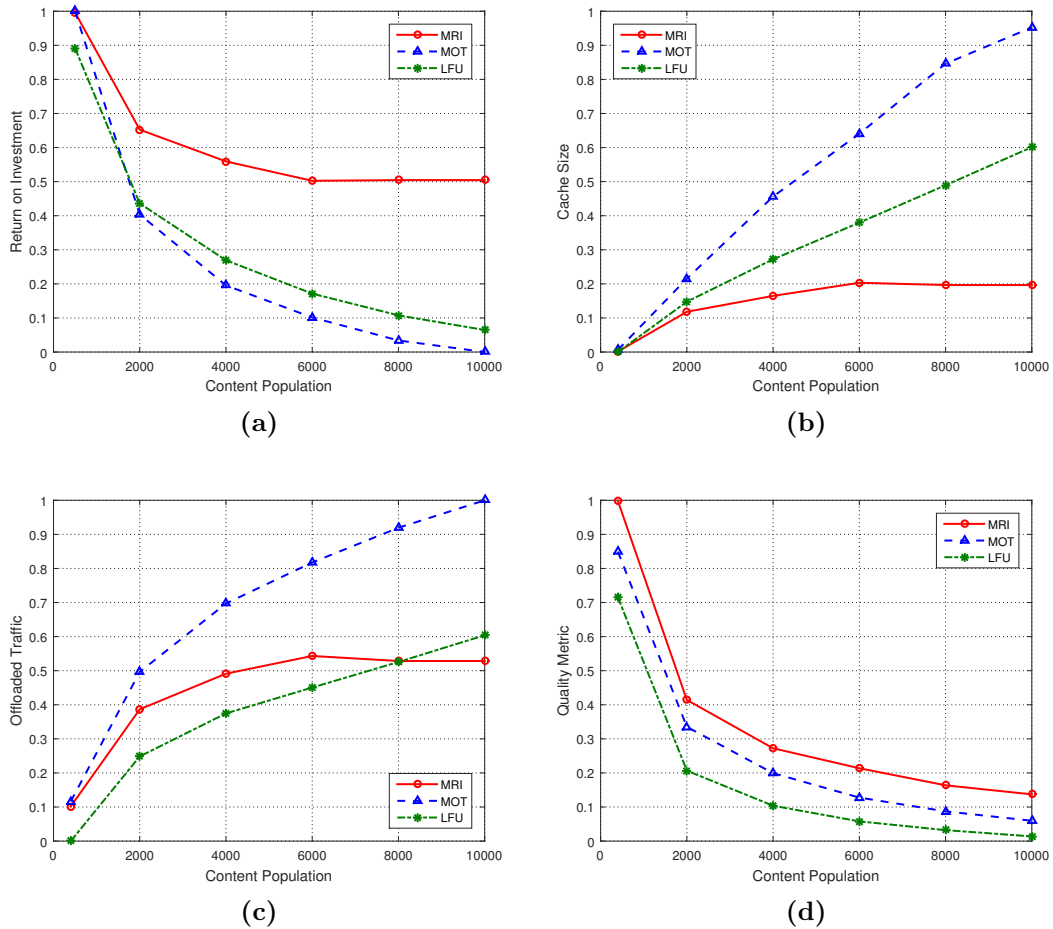 Return on Investment
1
0.9
0.8
0.7
0.6
0.5
0.4
0.3
0.2
0.1
0
0 2000 4000 6000 8000 10000
Content Population
MRI
MOT
LFU
(a)
Cache Size
1
0.9
0.8
0.7
0.6
0.5
0.4
0.3
0.2
0.1
0
0 2000 4000 6000 8000 10000
Content Population
MRI
MOT
LFU
(b)
Offloaded Traffic
1
0.9
0.8
0.7
0.6
0.5
0.4
0.3
0.2
0.1
0
0 2000 4000 6000 8000 10000
Content Population
MRI
MOT
LFU
(c)
Quality Metric
1
0.9
0.8
0.7
0.6
0.5
0.4
0.3
0.2
0.1
0
0 2000 4000 6000 8000 10000
Content Population
MRI
MOT
LFU
(d)